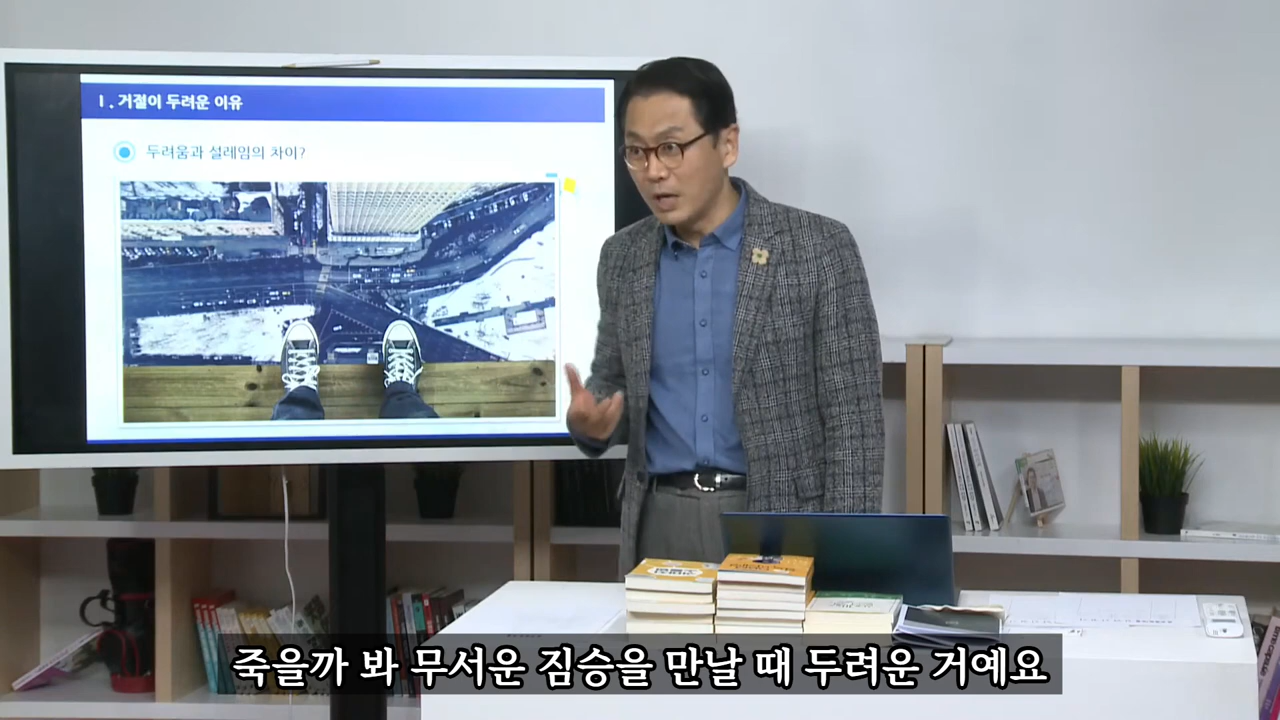 Ⅰ. 거절이 두려운 이유
두려움과 설레임의 차이?
죽을까 봐 무서운 짐승을 만날 때 두려운 거예요